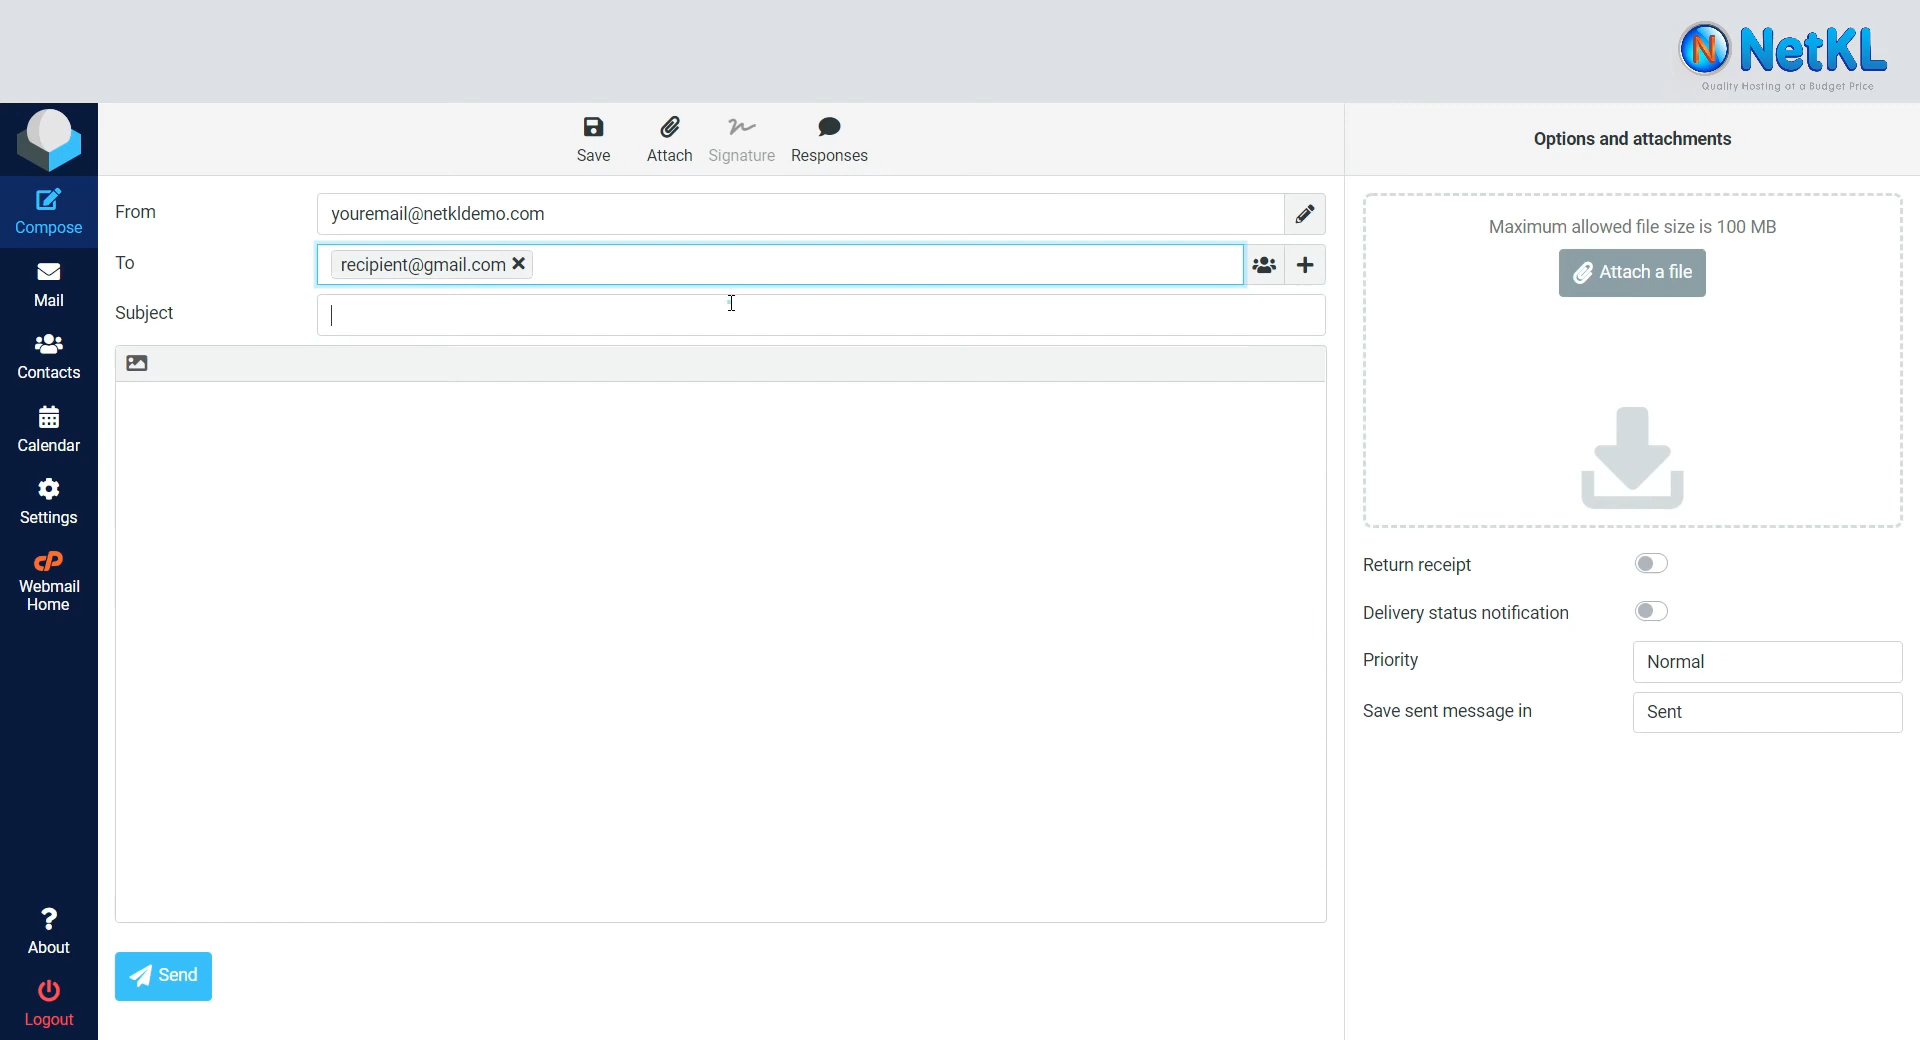 NetKL
Quality Hosting at a Budget Price
Save
Attach
Signature
Responses
Options and attachments
Compose
Mail
Contacts
Calendar
Settings
cP
Webmail
Home
About
Logout
From
youremail@netkldemo.com
To
recipient@gmail.com
Subject
Send
Maximum allowed file size is 100 MB
Attach a file
Return receipt
Delivery status notification
Priority
Normal
Save sent message in
Sent